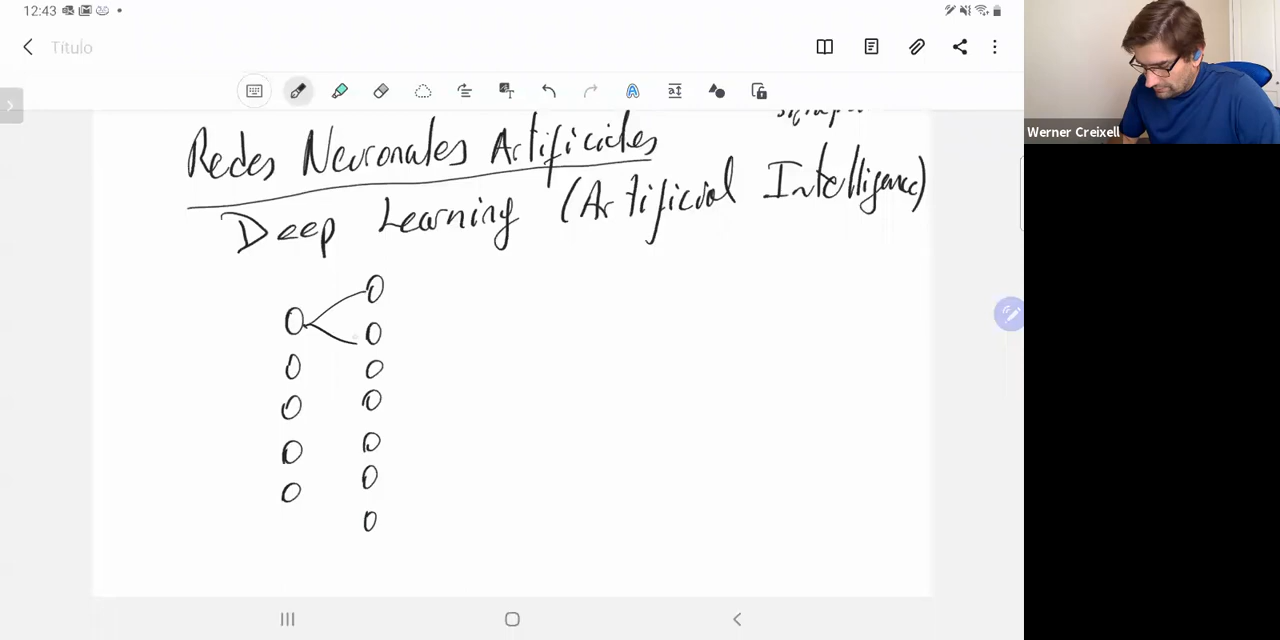 12:43
Título
Werner Creixell
Redes Neuronales Artificiales
Deep Learning (Artificial Intelligence)